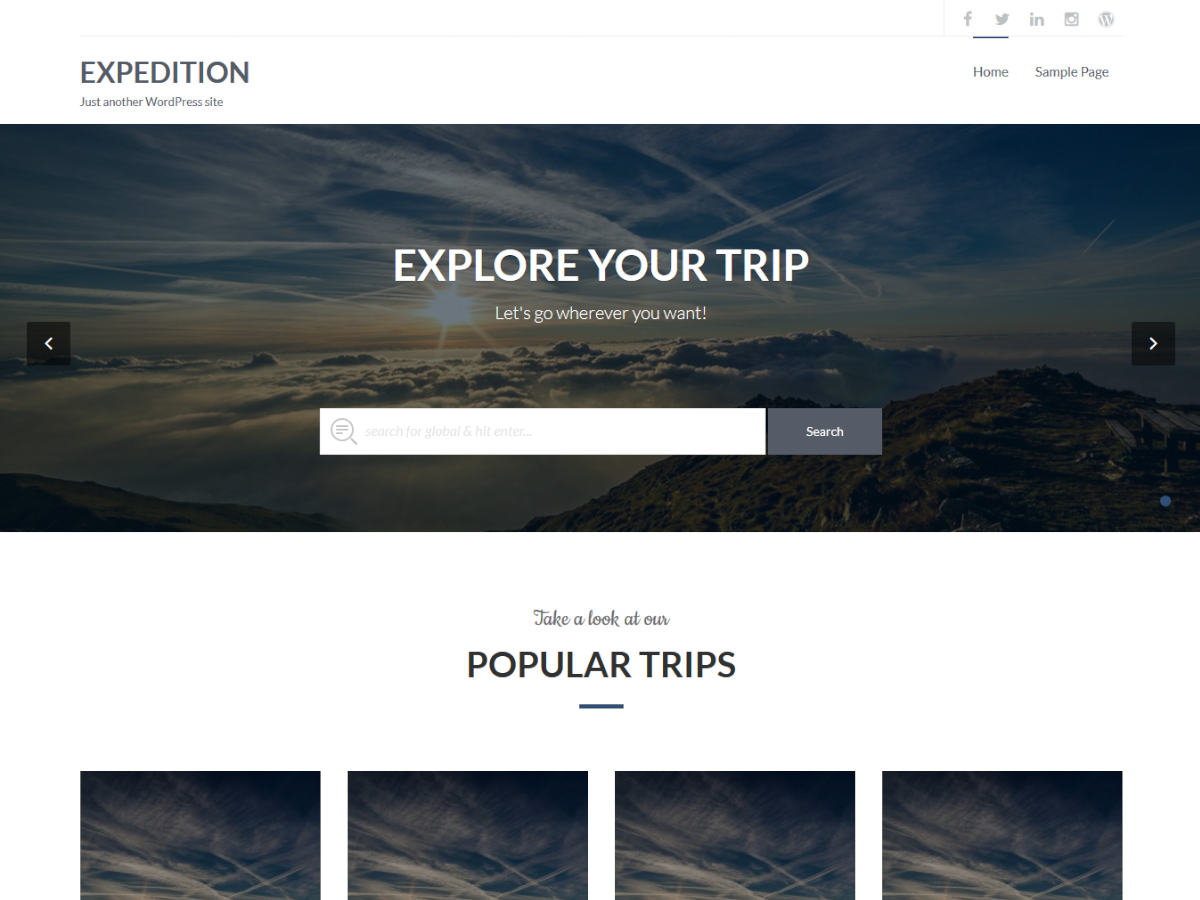 EXPEDITION
Just another WordPress site
Home
Sample Page
EXPLORE YOUR TRIP
Let's go wherever you want!
search for global & hit enter...
Search
Take a look at our
POPULAR TRIPS